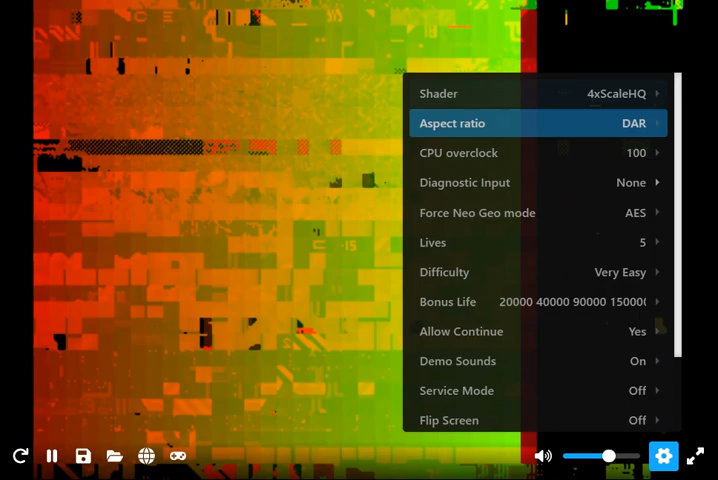 Shader 4xScaleHQ
Aspect ratio DAR
CPU overclock 100
Diagnostic Input None
Force Neo Geo mode AES
Lives 5
Difficulty Very Easy
Bonus Life 20000 40000 90000 150000
Allow Continue Yes
Demo Sounds On
Service Mode Off
Flip Screen Off